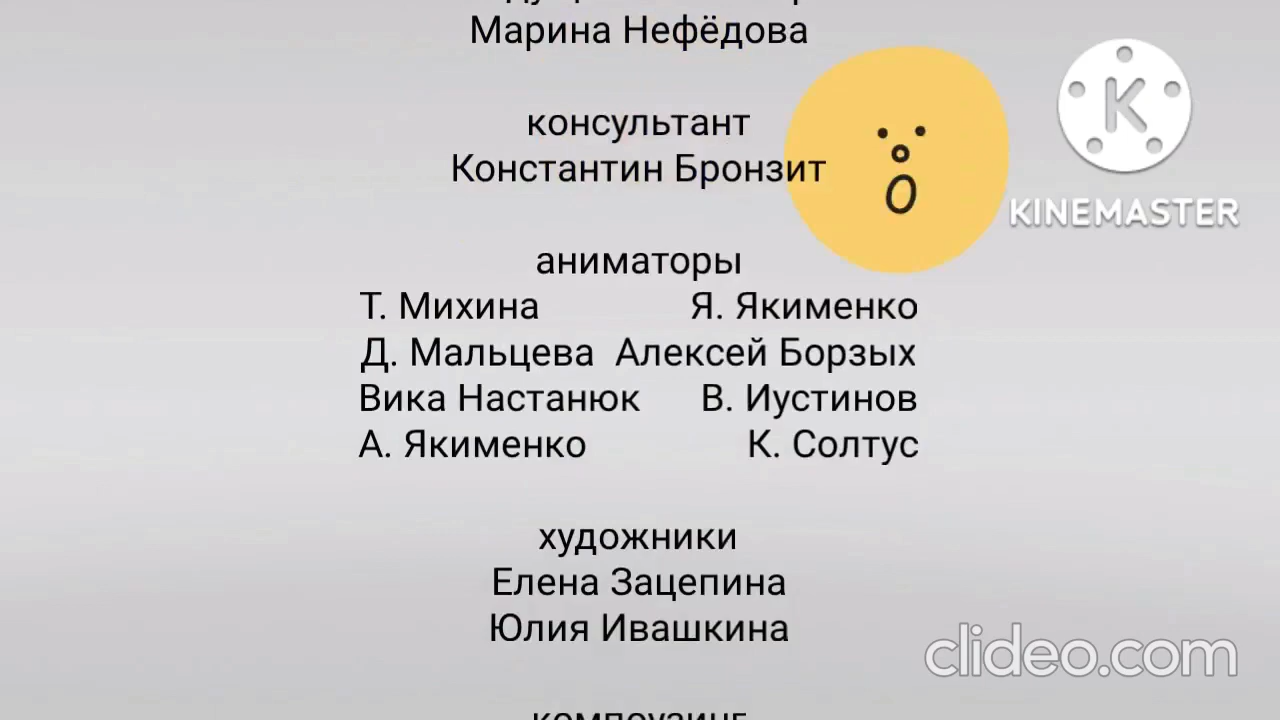 Марина Нефёдова
консультант
Константин Бронзит
аниматоры
Т. Михина Я. Якименко
Д. Мальцева Алексей Борзых
Вика Настанюк В. Иустинов
А. Якименко К. Солтус
художники
Елена Зацепина
Юлия Ивашкина
K
KINEMASTER
clideo.com